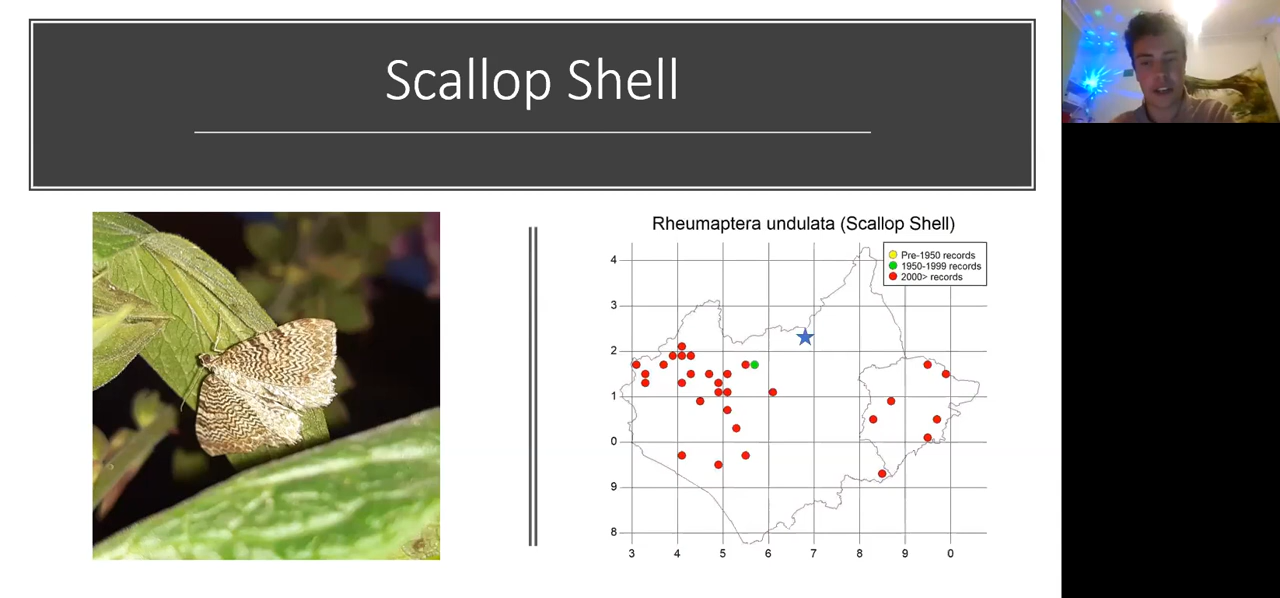 Scallop Shell
Rheumaptera undulata (Scallop Shell)
Pre-1950 records
1950-1999 records
2000> records
4
3
2
1
0
9
8
3 4 5 6 7 8 9 0